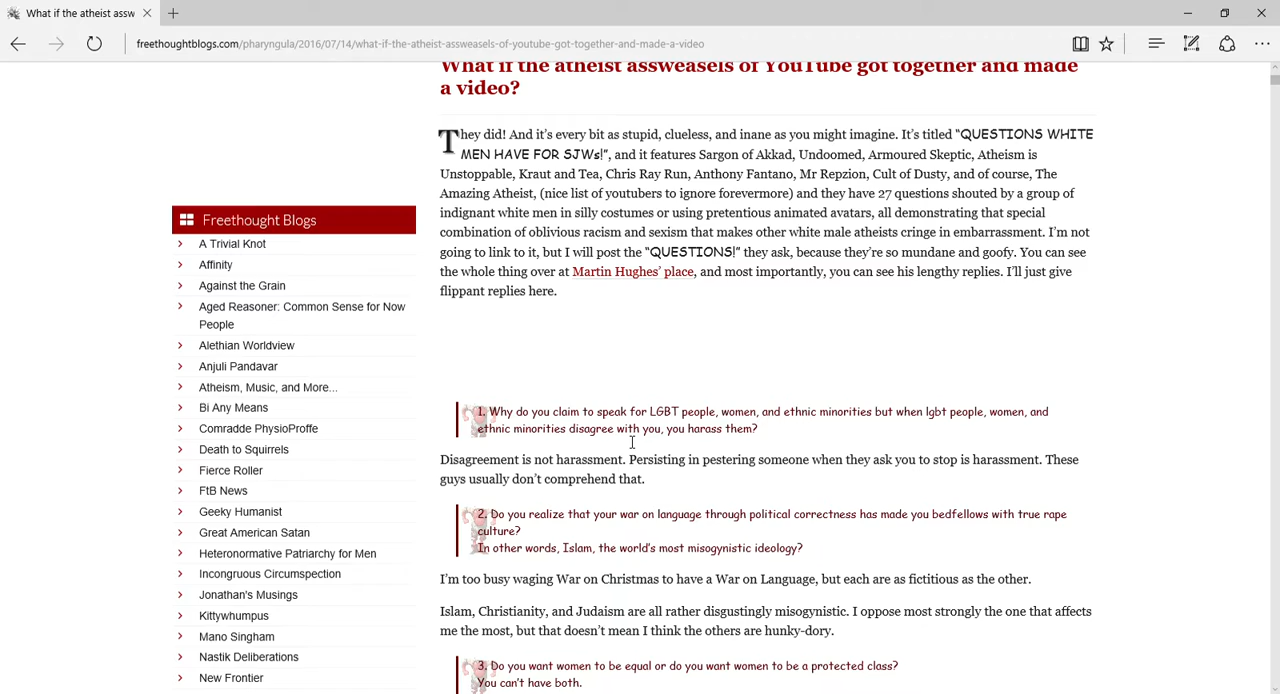 What if the atheist assw
freethoughtblogs.com/pharyngula/2016/07/14/what-if-the-atheist-assweasels-of-youtube-got-together-and-made-a-video
What if the atheist assweasels of YouTube got together and made
a video?
They did! And it's every bit as stupid, clueless, and inane as you might imagine. It's titled “QUESTIONS WHITE
MEN HAVE FOR SJWs!”, and it features Sargon of Akkad, Undoomed, Armoured Skeptic, Atheism is
Unstoppable, Kraut and Tea, Chris Ray Run, Anthony Fantano, Mr Repzion, Cult of Dusty, and of course, The
Amazing Atheist, (nice list of youtubers to ignore forevermore) and they have 27 questions shouted by a group of
indignant white men in silly costumes or using pretentious animated avatars, all demonstrating that special
combination of oblivious racism and sexism that makes other white male atheists cringe in embarrassment. I'm not
going to link to it, but I will post the “QUESTIONS!” they ask, because they're so mundane and goofy. You can see
the whole thing over at Martin Hughes' place, and most importantly, you can see his lengthy replies. I'll just give
flippant replies here.
Freethought Blogs
A Trivial Knot
Affinity
Against the Grain
Aged Reasoner: Common Sense for Now
People
Alethian Worldview
Anjuli Pandavar
Atheism, Music, and More...
Bi Any Means
Comradde PhysioProffe
Death to Squirrels
Fierce Roller
FtB News
Geeky Humanist
Great American Satan
Heteronormative Patriarchy for Men
Incongruous Circumspection
Jonathan's Musings
Kittywhumpus
Mano Singham
Nastik Deliberations
New Frontier
1. Why do you claim to speak for LGBT people, women, and ethnic minorities but when lgbt people, women, and
ethnic minorities disagree with you, you harass them?
Disagreement is not harassment. Persisting in pestering someone when they ask you to stop is harassment. These
guys usually don't comprehend that.
2. Do you realize that your war on language through political correctness has made you bedfellows with true rape
culture?
In other words, Islam, the world's most misogynistic ideology?
I'm too busy waging War on Christmas to have a War on Language, but each are as fictitious as the other.
Islam, Christianity, and Judaism are all rather disgustingly misogynistic. I oppose most strongly the one that affects
me the most, but that doesn't mean I think the others are hunky-dory.
3. Do you want women to be equal or do you want women to be a protected class?
You can't have both.